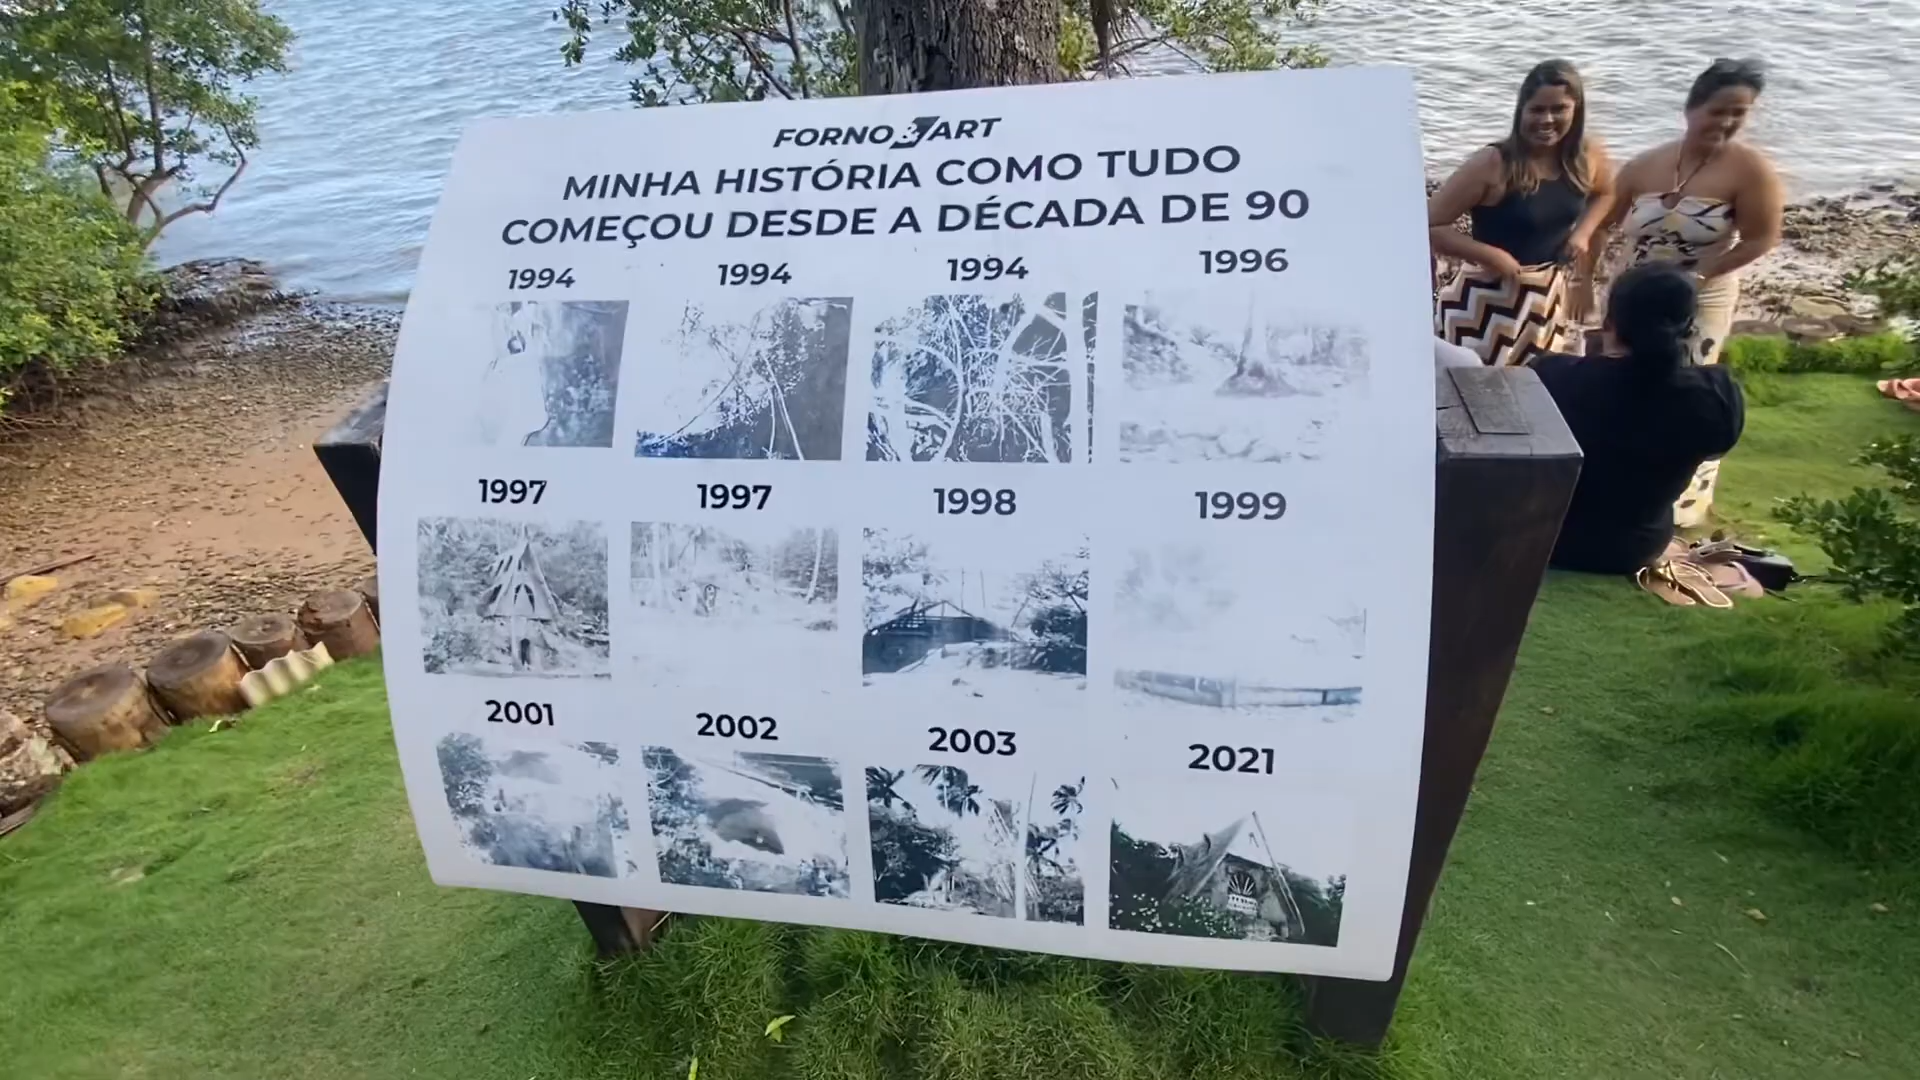 FORNO & ART
MINHA HISTÓRIA COMO TUDO
COMEÇOU DESDE A DÉCADA DE 90
1994 1994 1994 1996
1997 1997 1998 1999
2001 2002 2003 2021